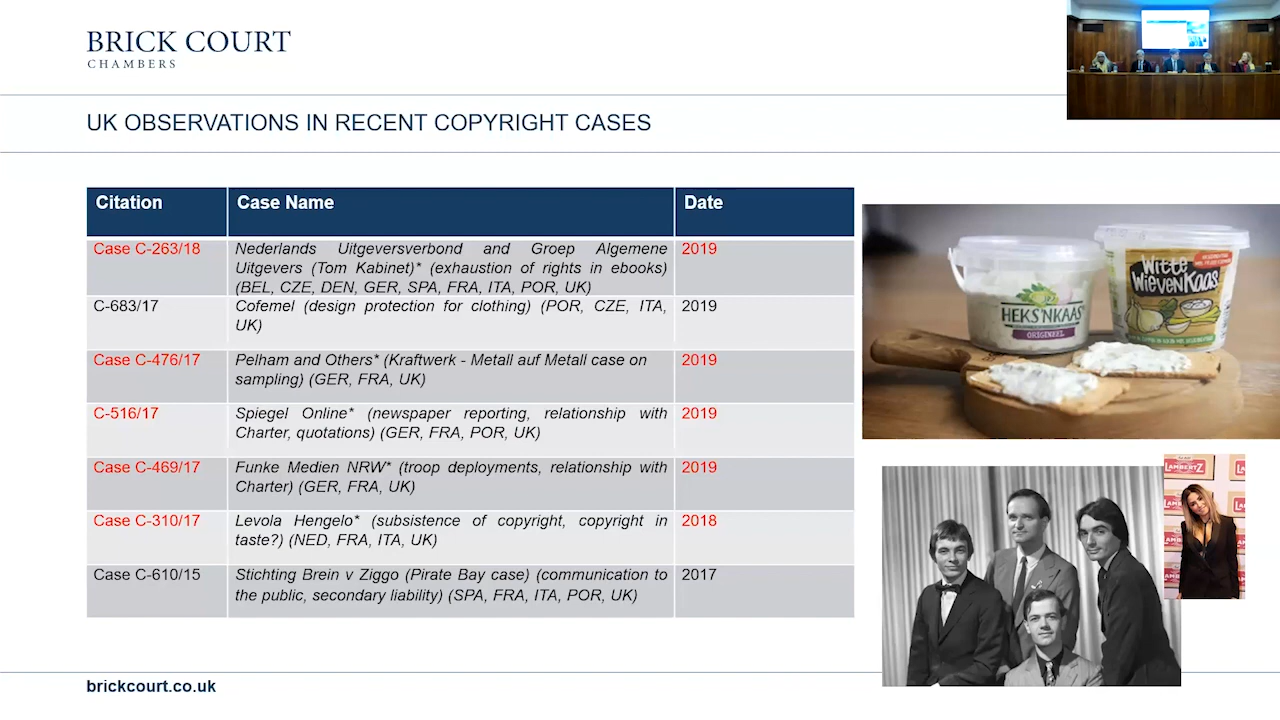 BRICK COURT
CHAMBERS
UK OBSERVATIONS IN RECENT COPYRIGHT CASES
Citation
Case Name
Date
Case C-263/18
Nederlands Uitgeversverbond and Groep Algemene
Uitgevers (Tom Kabinet)* (exhaustion of rights in ebooks)
(BEL, CZE, DEN, GER, SPA, FRA, ITA, POR, UK)
2019
C-683/17
Cofemel (design protection for clothing) (POR, CZE, ITA,
UK)
2019
Case C-476/17
Pelham and Others* (Kraftwerk - Metall auf Metall case on
sampling) (GER, FRA, UK)
2019
C-516/17
Spiegel Online* (newspaper reporting, relationship with
Charter, quotations) (GER, FRA, POR, UK)
2019
Case C-469/17
Funke Medien NRW* (troop deployments, relationship with
Charter) (GER, FRA, UK)
2019
Case C-310/17
Levola Hengelo* (subsistence of copyright, copyright in
taste?) (NED, FRA, ITA, UK)
2018
Case C-610/15
Stichting Brein v Ziggo (Pirate Bay case) (communication to
the public, secondary liability) (SPA, FRA, ITA, POR, UK)
2017
HEKS'NKAAS
ORIGINEEL
Witte
WievenKaas
LAMBERTZ
brickcourt.co.uk